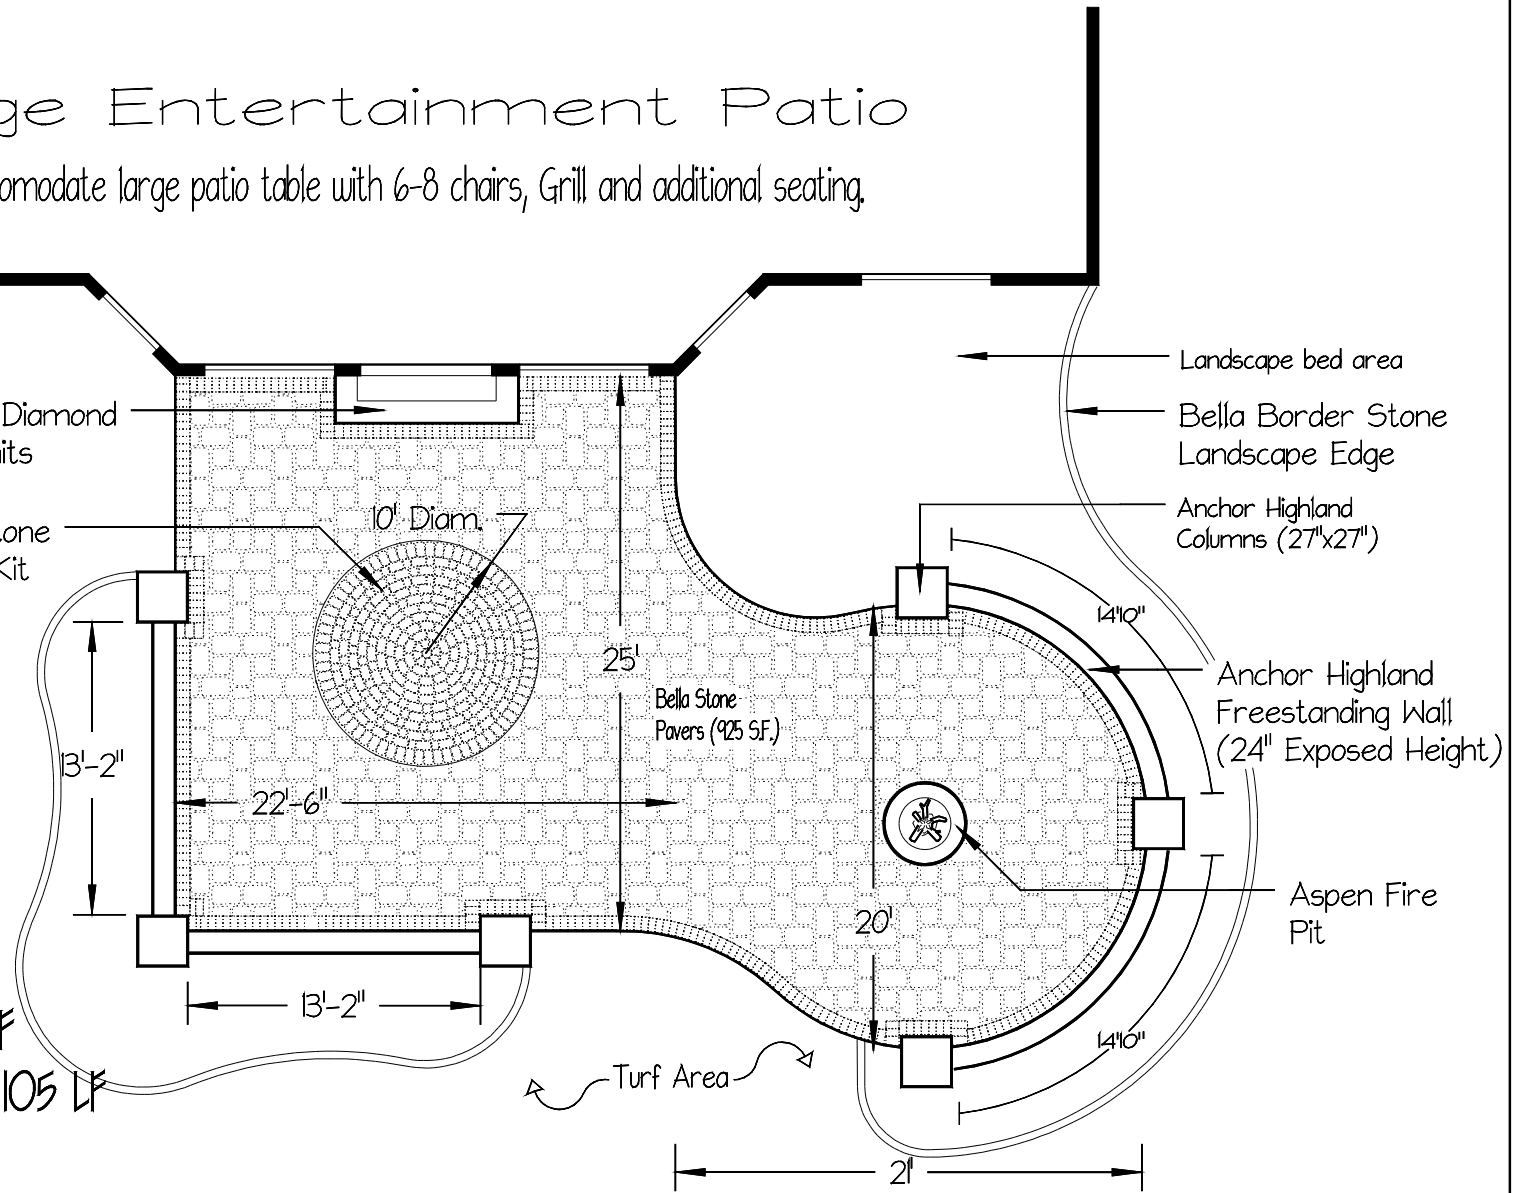 ge Entertainment Patio
omodate large patio table with 6-8 chairs, Grill and additional seating.
Landscape bed area
Diamond
its
Bella Border Stone
Landscape Edge
Anchor Highland
Columns (27"x27")
10' Diam.
one
Kit
14'10"
25'
Bella Stone
Pavers (925 S.F.)
Anchor Highland
Freestanding Wall
(24" Exposed Height)
13'-2"
22'-6"
Aspen Fire
Pit
20'
13'-2"
F
105 LF
14'10"
Turf Area
21'